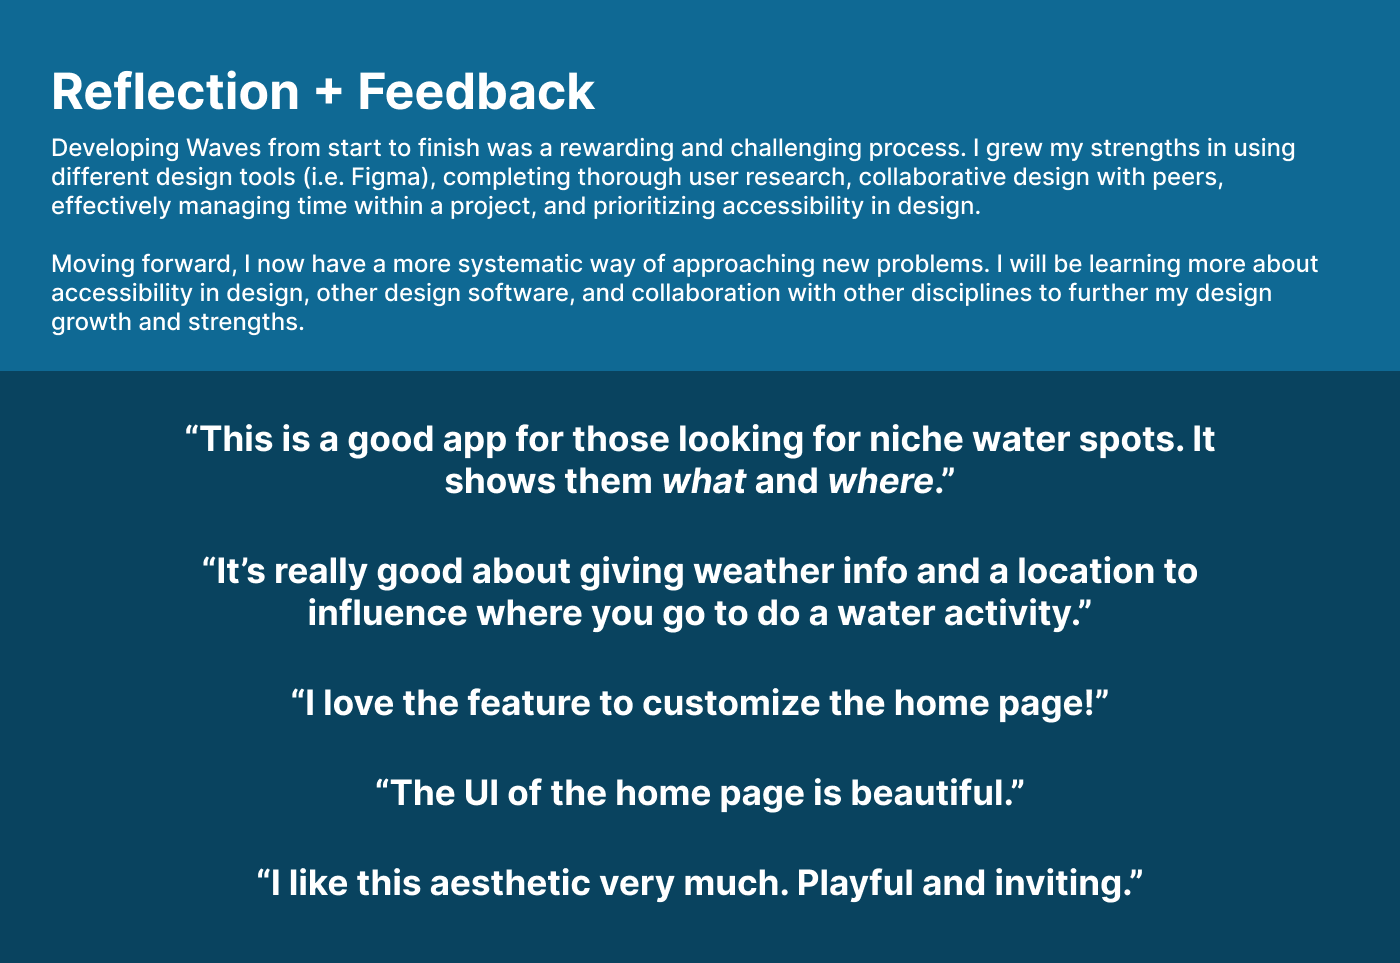 Reflection + Feedback
Developing Waves from start to finish was a rewarding and challenging process. I grew my strengths in using
different design tools (i.e. Figma), completing thorough user research, collaborative design with peers,
effectively managing time within a project, and prioritizing accessibility in design.
Moving forward, I now have a more systematic way of approaching new problems. I will be learning more about
accessibility in design, other design software, and collaboration with other disciplines to further my design
growth and strengths.
“This is a good app for those looking for niche water spots. It
shows them what and where.”
“It’s really good about giving weather info and a location to
influence where you go to do a water activity.”
“I love the feature to customize the home page!”
“The UI of the home page is beautiful.”
“I like this aesthetic very much. Playful and inviting.”